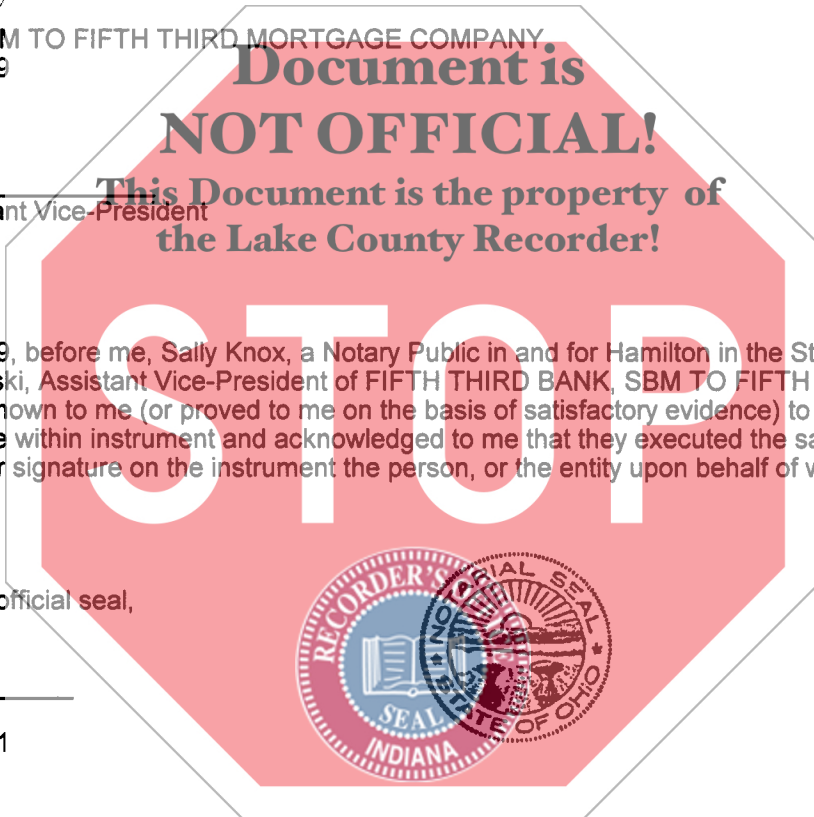 M TO FIFTH THIRD MORTGAGE COMPANY
9
Document is
NOT OFFICIAL!
This Document is the property of
the Lake County Recorder!
ant Vice-President
STOP
9, before me, Sally Knox, a Notary Public in and for Hamilton in the St
ski, Assistant Vice-President of FIFTH THIRD BANK, SBM TO FIFTH
nown to me (or proved to me on the basis of satisfactory evidence) to
e within instrument and acknowledged to me that they executed the sa
r signature on the instrument the person, or the entity upon behalf of w
official seal,
RECORDER'S
SEAL
INDIANA
NOTARIAL SEAL
STATE OF OHIO
1